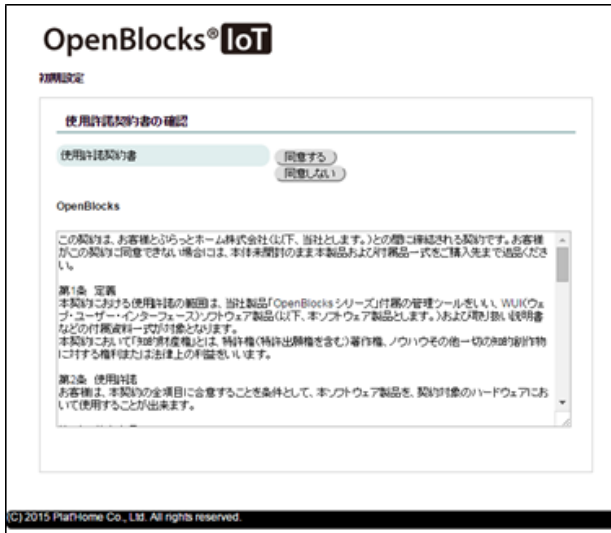 OpenBlocks® IoT
初期設定
使用許諾契約書の確認
使用許諾契約書
同意する
同意しない
OpenBlocks
この契約は、お客様とぷらっとホーム株式会社(以下、当社とします。)との間に締結される契約です。お客様
がこの契約に同意できない場合には、本体未開封のまま本製品および付属品一式をご購入先まで返品くださ
い。
第1条 定義
本契約における使用許諾の範囲は、当社製品「OpenBlocksシリーズ」付属の管理ツールをいい、WUI(ウェ
ブ・ユーザー・インターフェース)ソフトウェア製品(以下、本ソフトウェア製品とします。)および取り扱い説明書
などの付属資料一式が対象となります。
本契約において「知的財産権」とは、特許権(特許出願権を含む)著作権、ノウハウその他一切の知的創作物
に対する権利または法律上の利益をいいます。
第2条 使用許諾
お客様は、本契約の全項目に合意することを条件として、本ソフトウェア製品を、契約対象のハードウェアにお
いて使用することが出来ます。
(C) 2015 PlatHome Co., Ltd. All rights reserved.